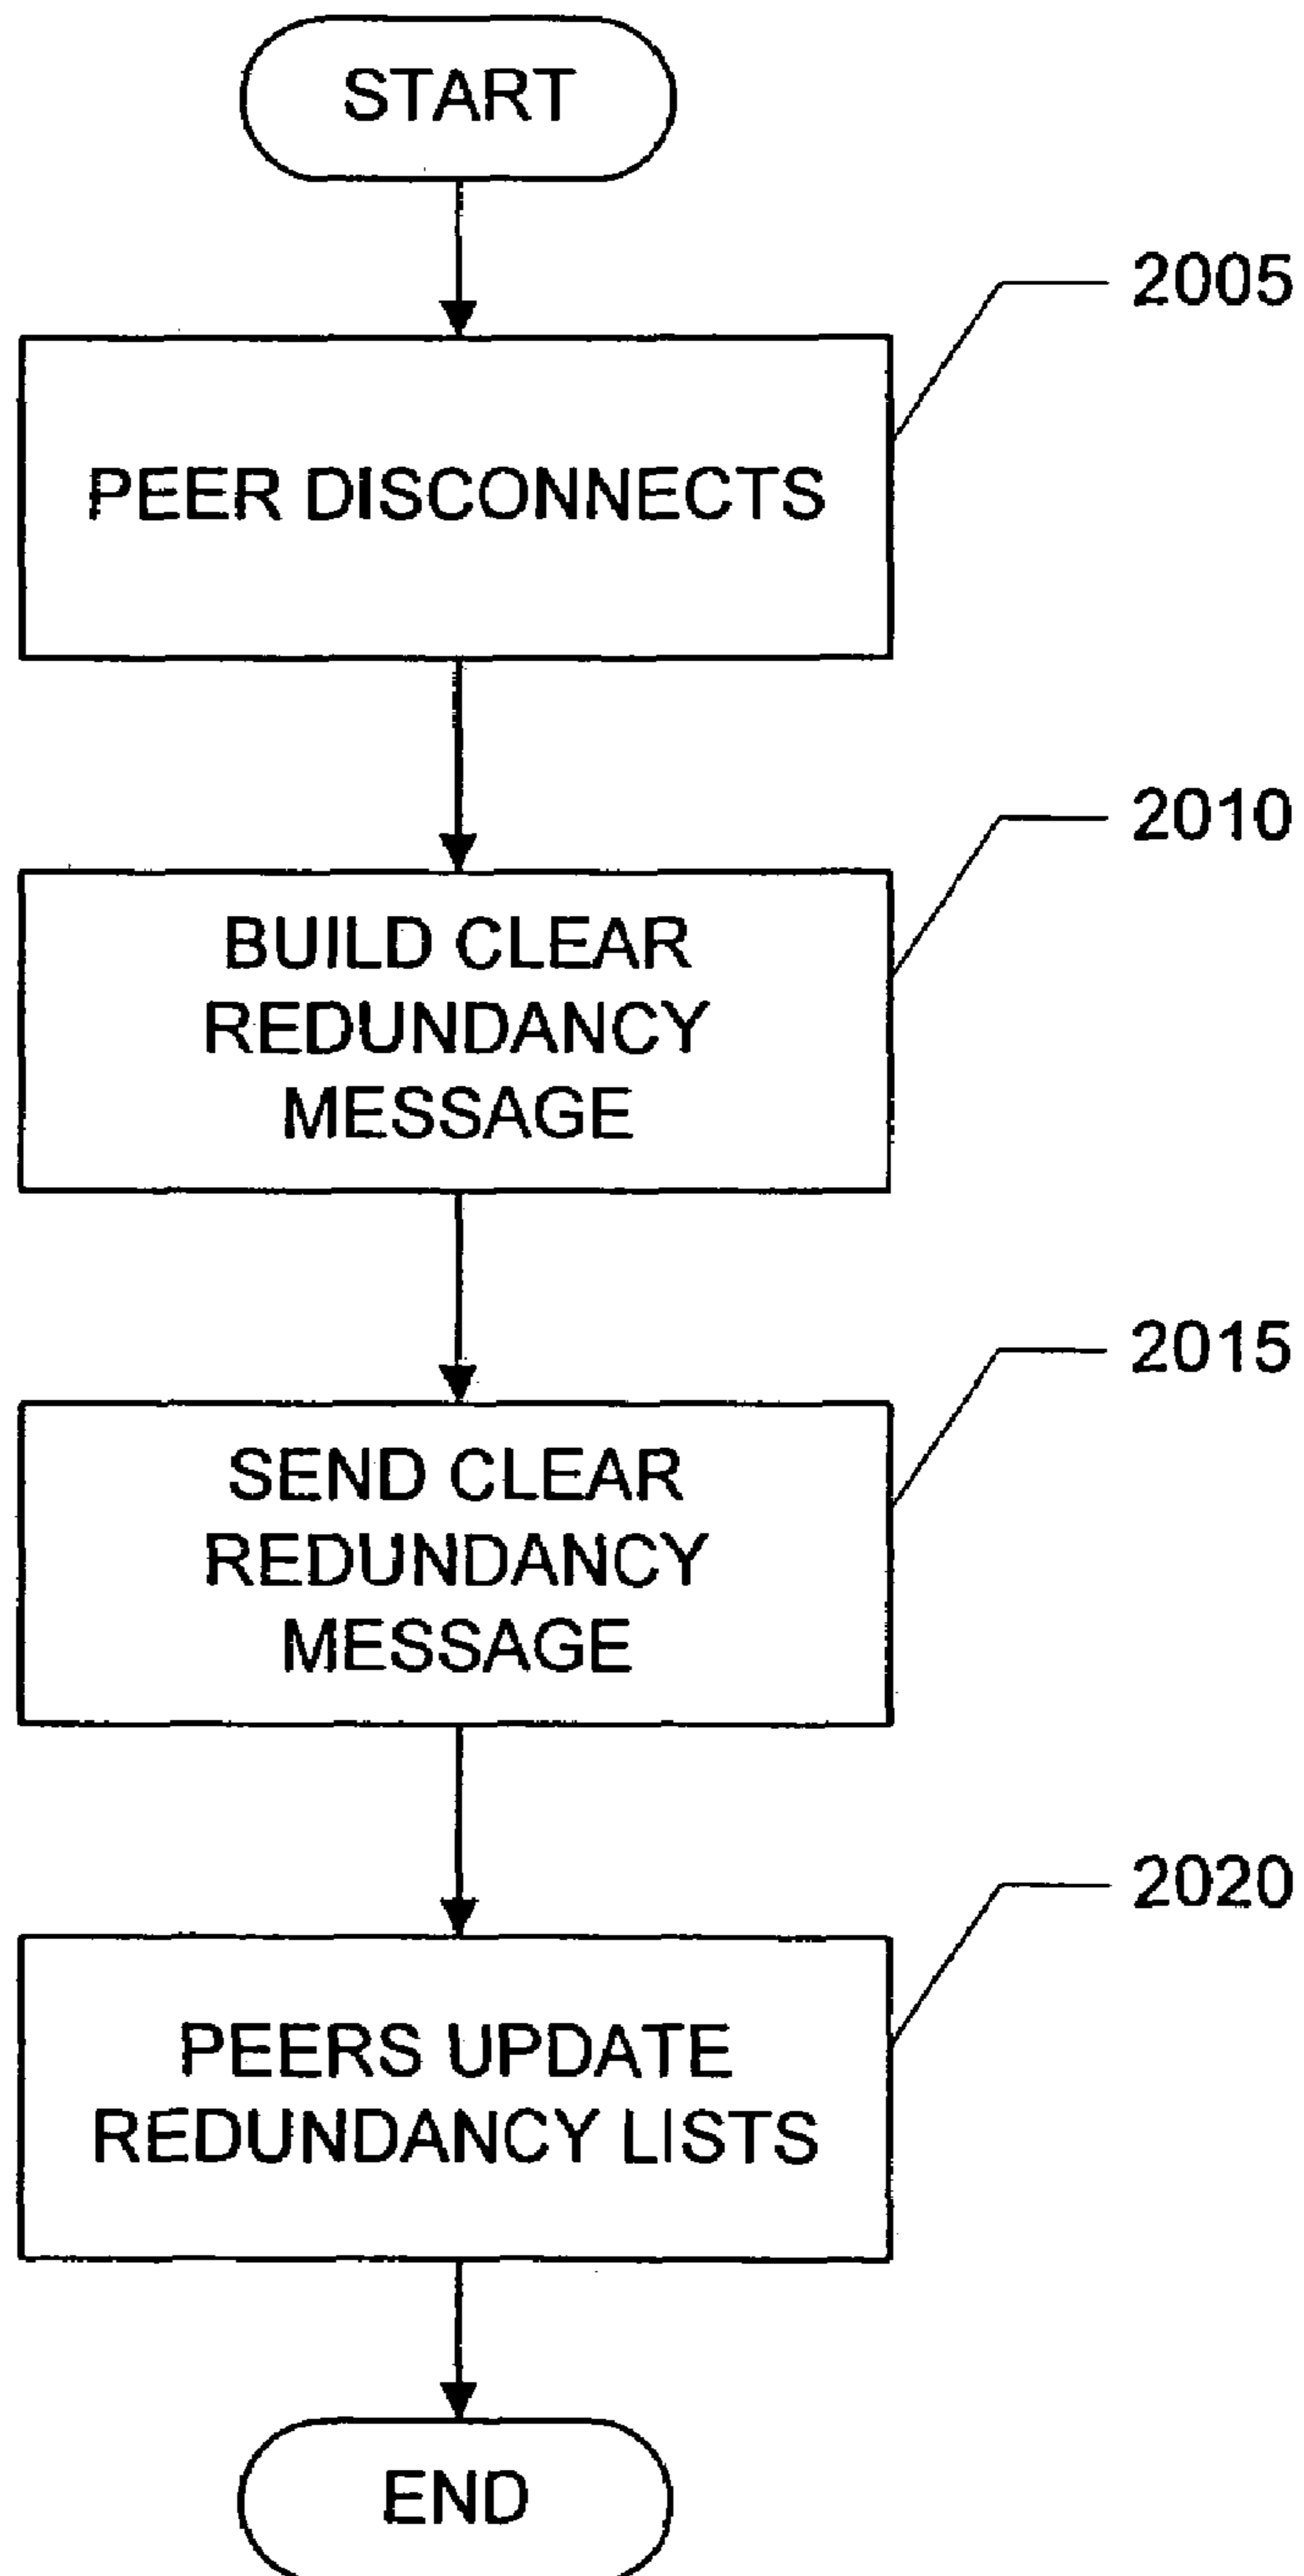 START
2005
PEER DISCONNECTS
2010
BUILD CLEAR
REDUNDANCY
MESSAGE
2015
SEND CLEAR
REDUNDANCY
MESSAGE
2020
PEERS UPDATE
REDUNDANCY LISTS
END